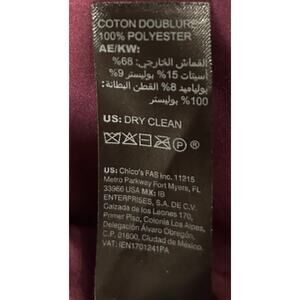 COTON DOUBLURE
100% POLYESTER
AE/KW:
القماش الخارجي: 68%
أسيتات 15% بوليستر 9%
بولياميد 8% القطن البطانة:
100% بوليستر
US: DRY CLEAN
US: Chico's FAS Inc. 11215
Metro Parkway Fort Myers, FL
33966 USA MX: IB
ENTERPRISES, S.A. DE C.V.
Calzada de los Leones 170,
Primer Piso, Colonia Los Alpes,
Delegación Álvaro Obregón,
C.P. 01600, Ciudad de México.
VAT: IEN1701241PA